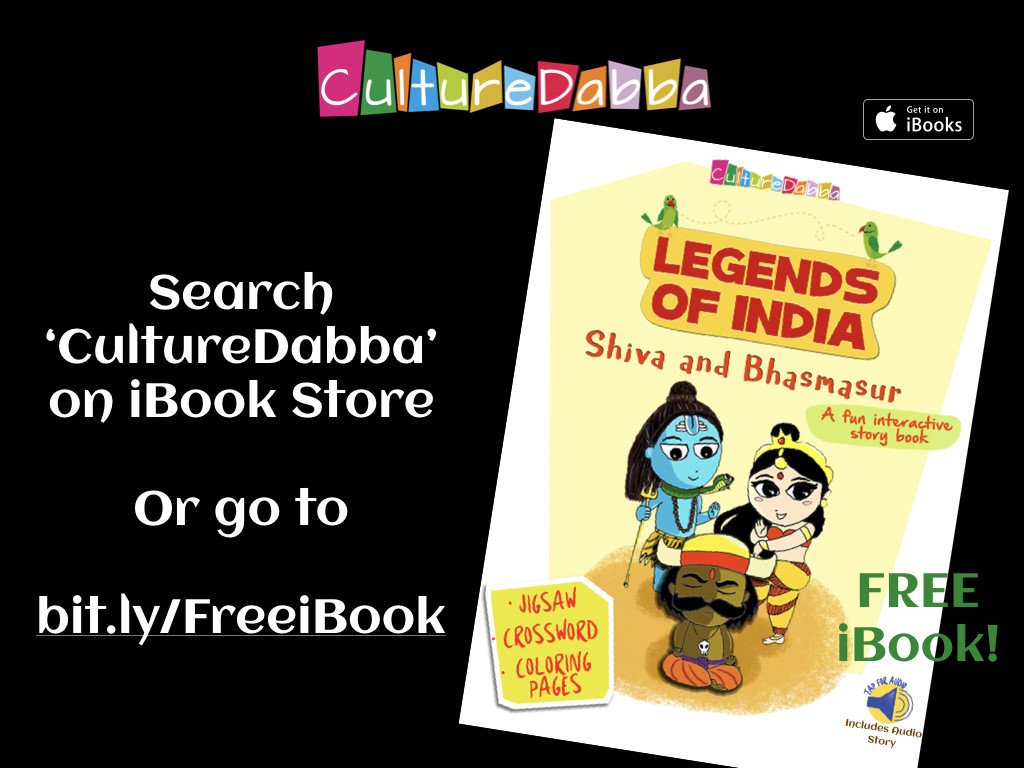 CultureDabba
Get it on
iBooks
Search
‘CultureDabba’
on iBook Store
Or go to
bit.ly/FreeiBook
CultureDabba
LEGENDS
OF INDIA
Shiva and Bhasmasur
A fun interactive
story book
· JIGSAW
· CROSSWORD
· COLORING
PAGES
FREE
iBook!
TAP FOR AUDIO
Includes Audio
Story